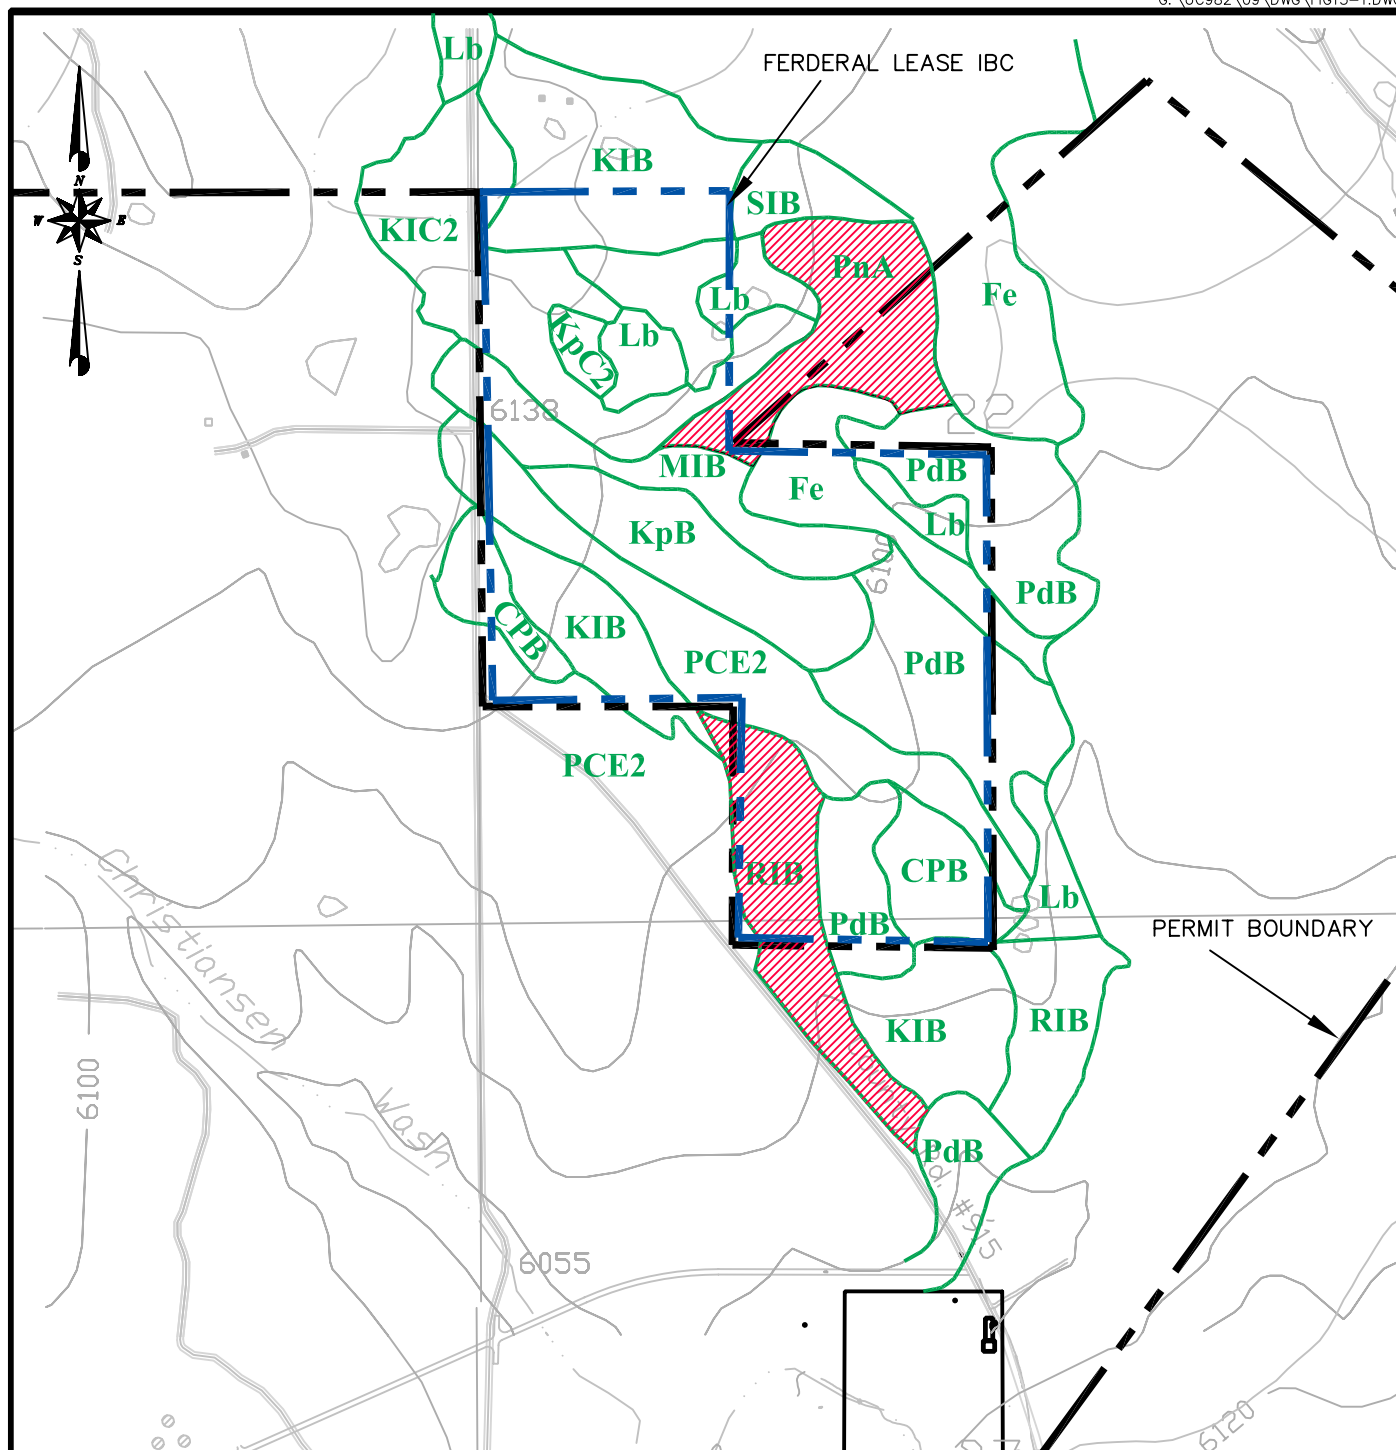 Lb
FERDERAL LEASE IBC
KIB
N
W E
S
SIB
KIC2
PnA
Fe
Lb
Lb
KpC2
6138
MIB
PdB
Fe
Lb
KpB
6100
PdB
CPB
KIB
PCE2
PdB
PCE2
RIB
CPB
Lb
PdB
PERMIT BOUNDARY
Christiansen
Wash
KIB
RIB
6100
PdB
Rd. #915
6055
6120